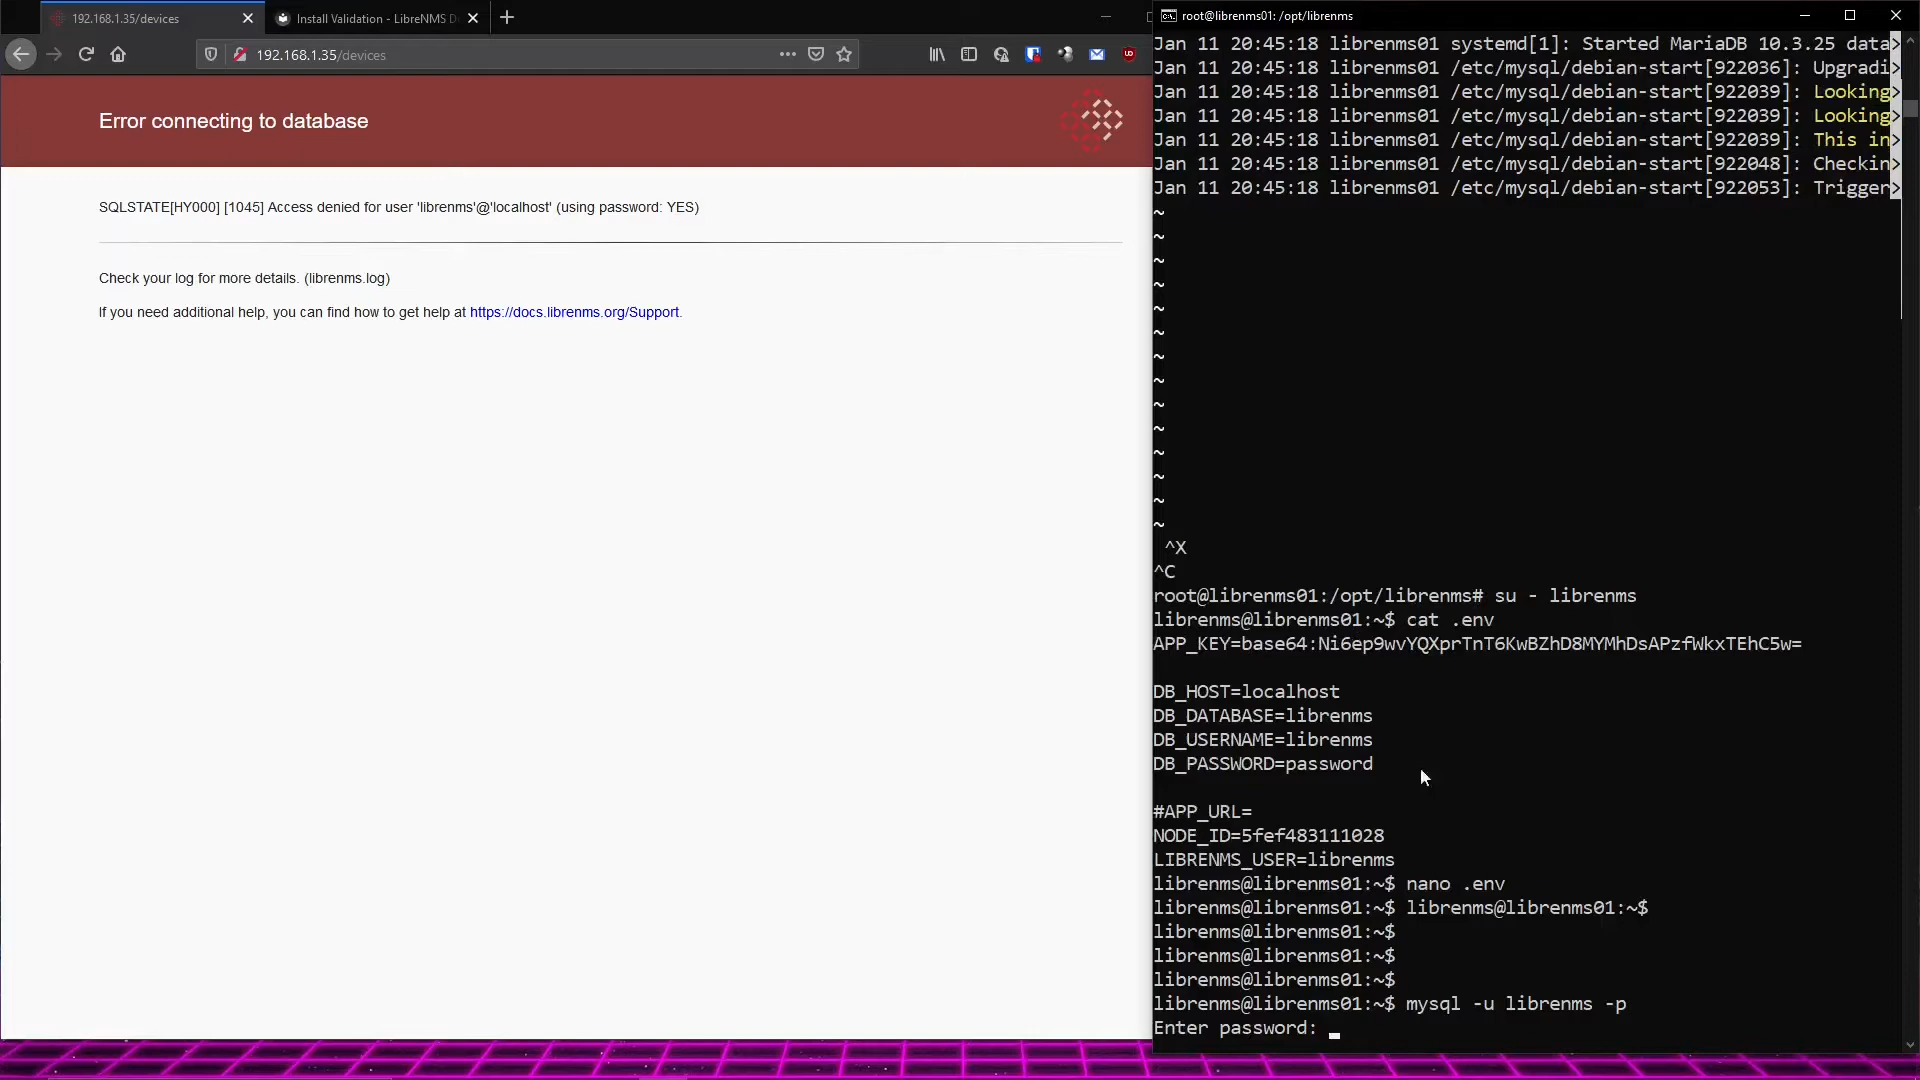 192.168.1.35/devices
Install Validation - LibreNMS D
192.168.1.35/devices
Error connecting to database
SQLSTATE[HY000] [1045] Access denied for user 'librenms'@'localhost' (using password: YES)
Check your log for more details. (librenms.log)
If you need additional help, you can find how to get help at https://docs.librenms.org/Support.
root@librenms01: /opt/librenms
Jan 11 20:45:18 librenms01 systemd[1]: Started MariaDB 10.3.25 data>
Jan 11 20:45:18 librenms01 /etc/mysql/debian-start[922036]: Upgradi>
Jan 11 20:45:18 librenms01 /etc/mysql/debian-start[922039]: Looking>
Jan 11 20:45:18 librenms01 /etc/mysql/debian-start[922039]: Looking>
Jan 11 20:45:18 librenms01 /etc/mysql/debian-start[922039]: This in>
Jan 11 20:45:18 librenms01 /etc/mysql/debian-start[922048]: Checkin>
Jan 11 20:45:18 librenms01 /etc/mysql/debian-start[922053]: Trigger>
~
~
~
~
~
~
~
~
~
~
~
~
~
~
^X
^C
root@librenms01:/opt/librenms# su - librenms
librenms@librenms01:~$ cat .env
APP_KEY=base64:Ni6ep9wvYQXprTnT6KwBZhD8MYMhDsAPzfWkxTEhC5w=
DB_HOST=localhost
DB_DATABASE=librenms
DB_USERNAME=librenms
DB_PASSWORD=password
#APP_URL=
NODE_ID=5fef483111028
LIBRENMS_USER=librenms
librenms@librenms01:~$ nano .env
librenms@librenms01:~$ librenms@librenms01:~$
librenms@librenms01:~$
librenms@librenms01:~$
librenms@librenms01:~$
librenms@librenms01:~$ mysql -u librenms -p
Enter password: